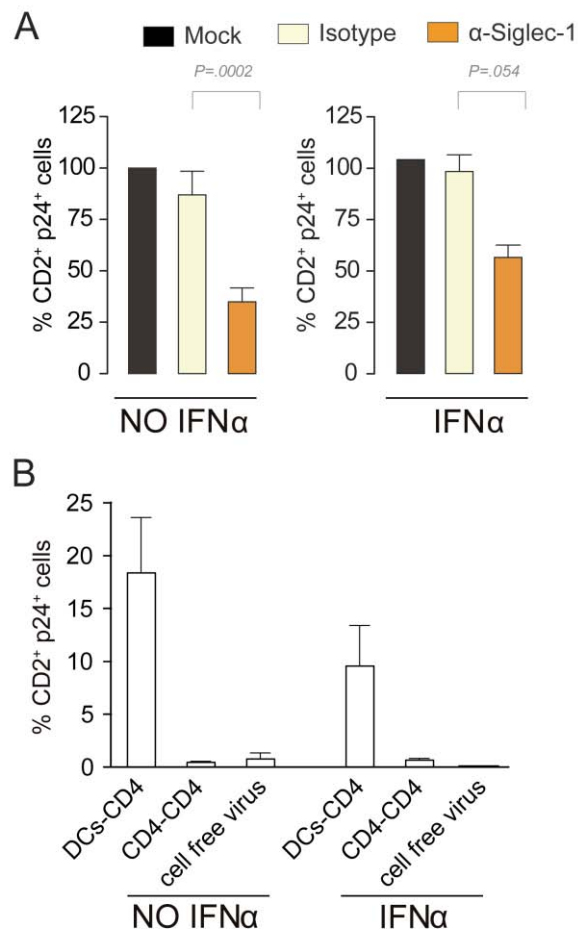 A
Mock
Isotype
α-Siglec-1
P=.0002
P=.054
% CD2⁺ p24⁺ cells
125
100
75
50
25
0
NO IFNα
% CD2⁺ p24⁺ cells
125
100
75
50
25
0
IFNα
B
% CD2⁺ p24⁺ cells
25
20
15
10
5
0
DCs-CD4
CD4-CD4
cell free virus
DCs-CD4
CD4-CD4
cell free virus
NO IFNα
IFNα